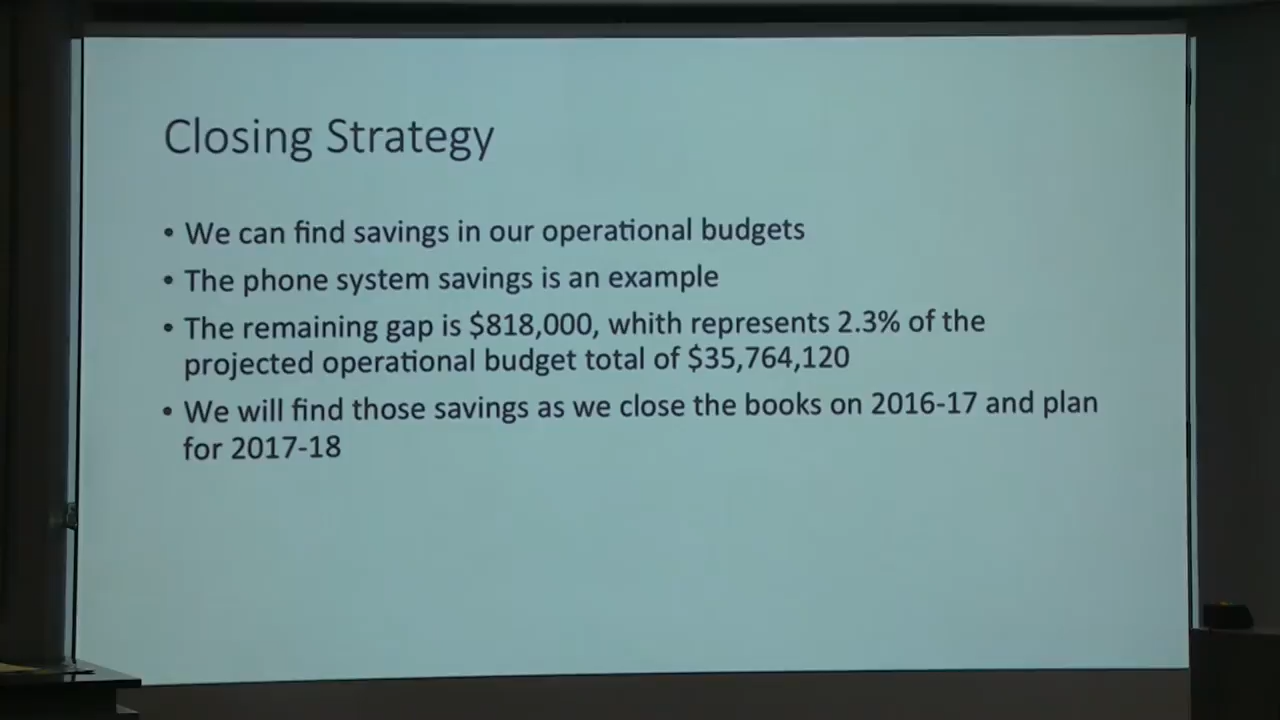 Closing Strategy
• We can find savings in our operational budgets
• The phone system savings is an example
• The remaining gap is $818,000, whith represents 2.3% of the
projected operational budget total of $35,764,120
• We will find those savings as we close the books on 2016-17 and plan
for 2017-18